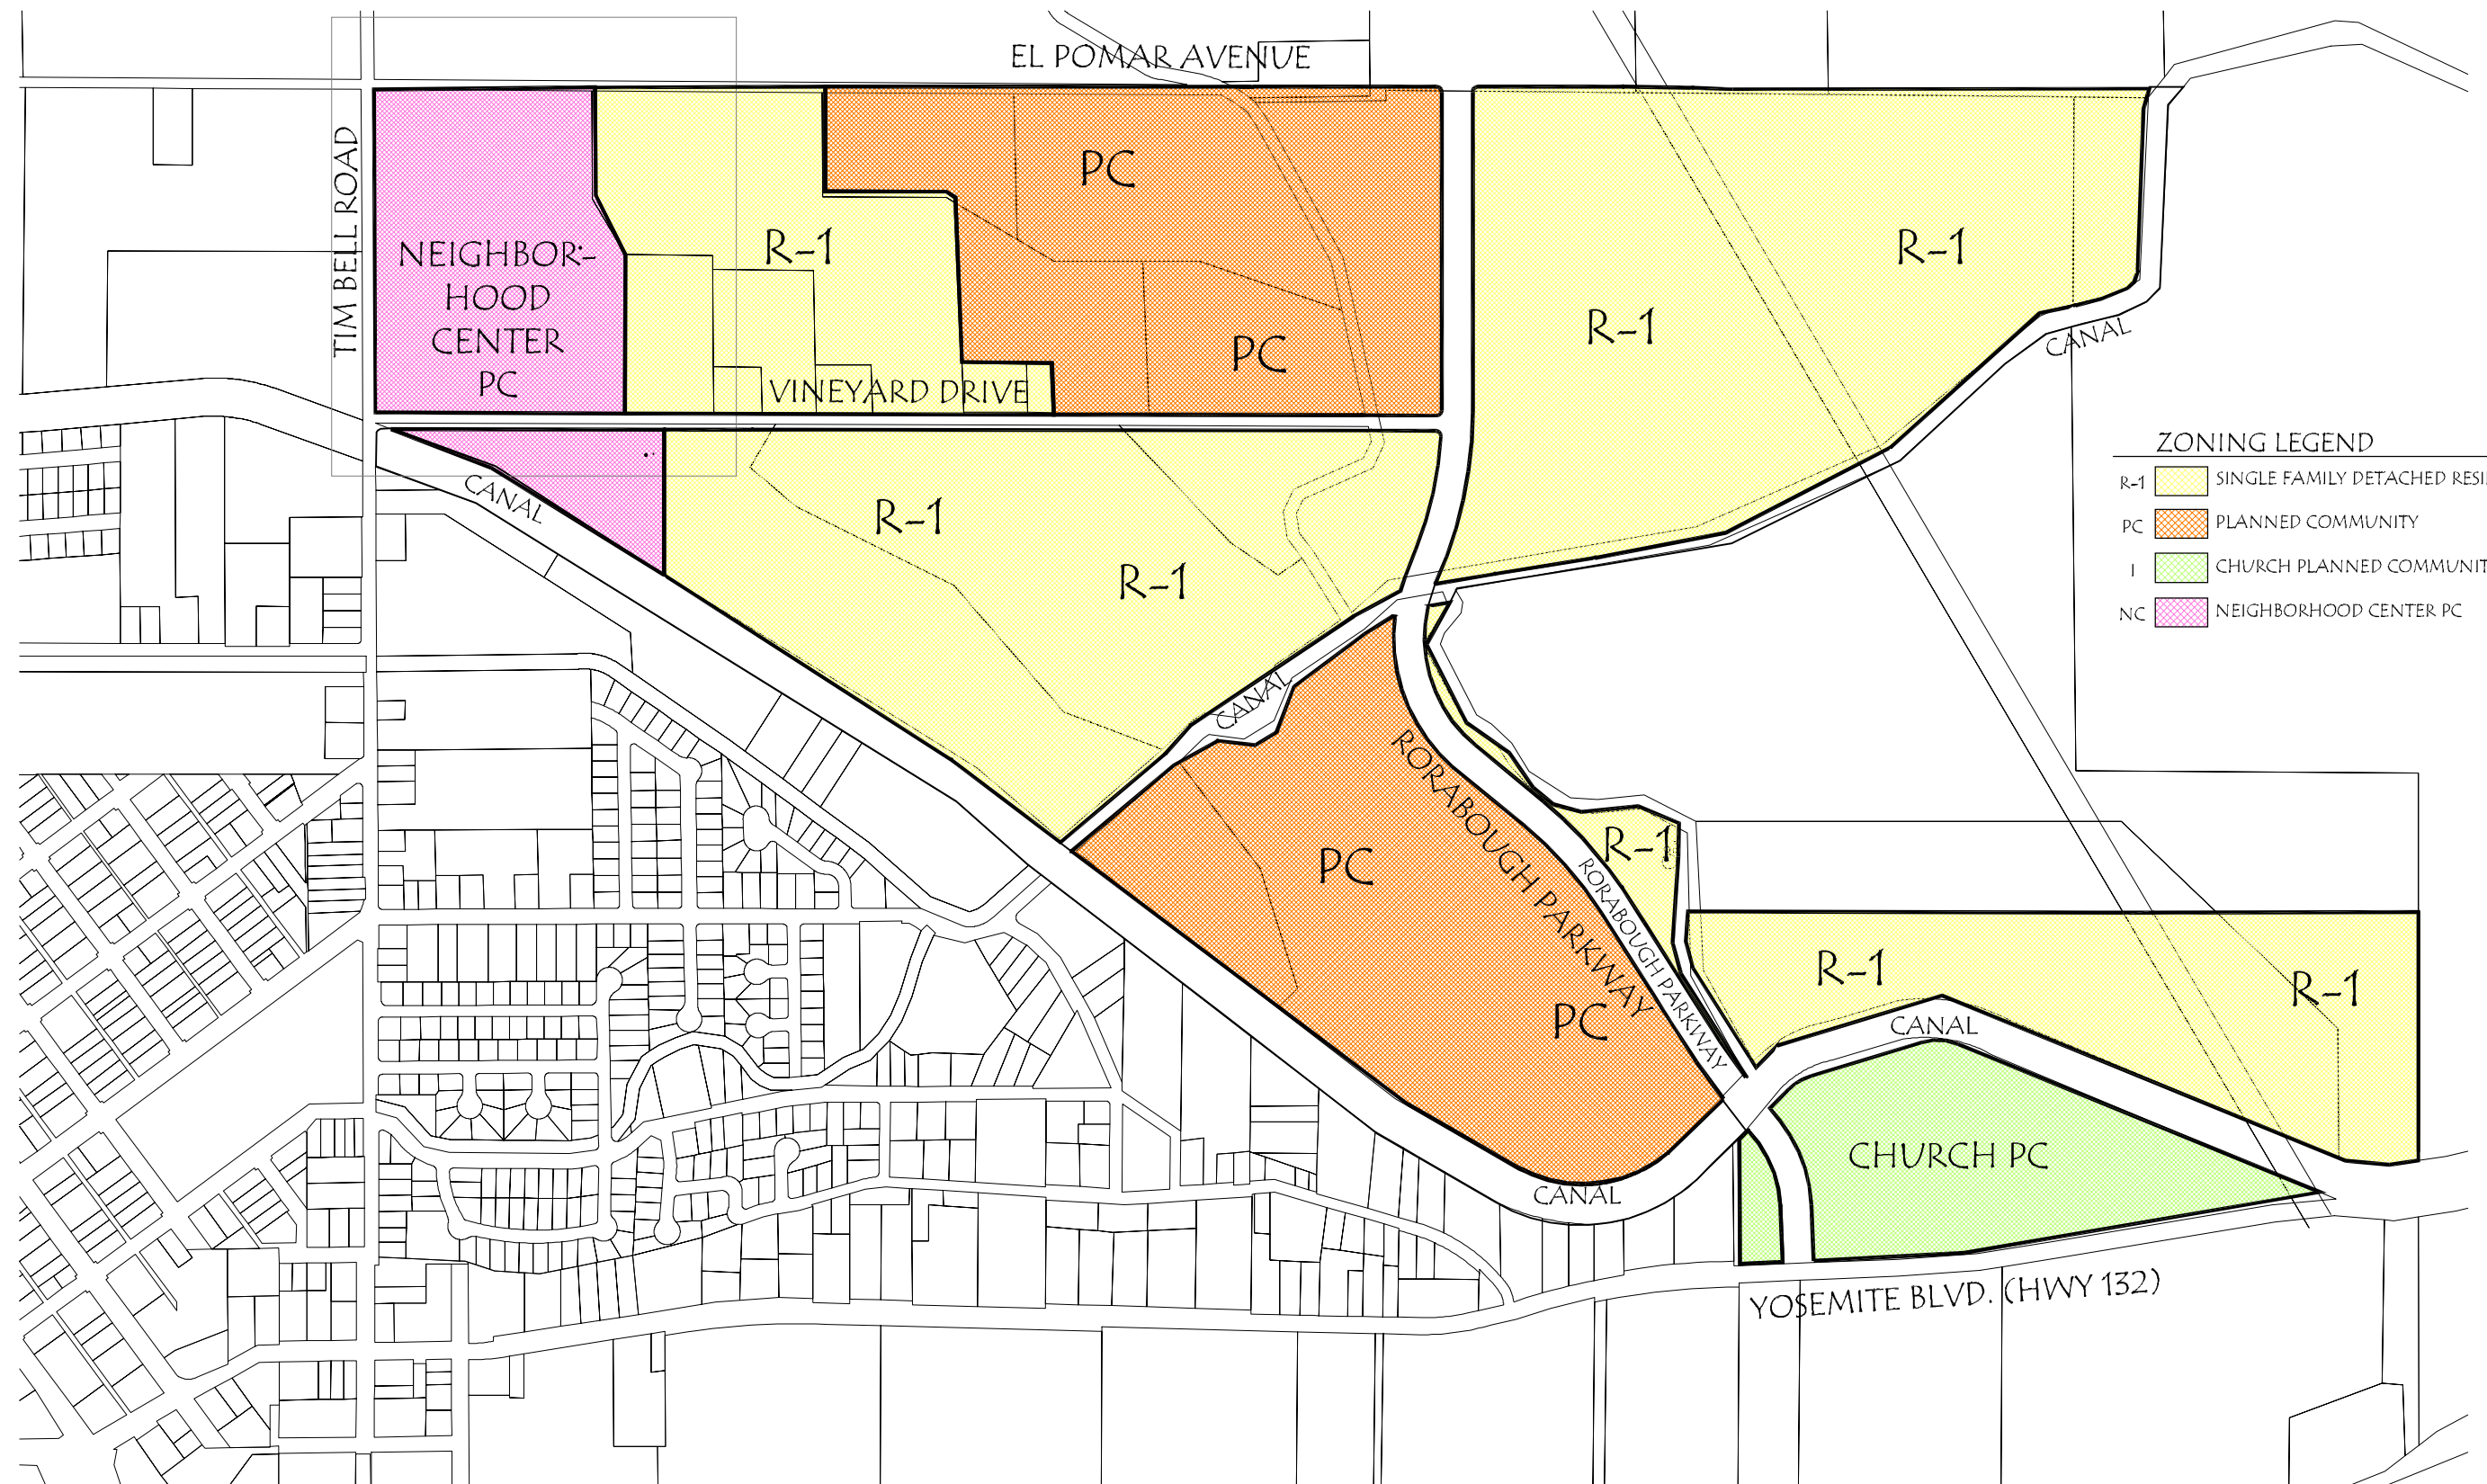 EL POMAR AVENUE
TIM BELL ROAD
NEIGHBOR-
HOOD
CENTER
PC
R-1
PC
PC
VINEYARD DRIVE
R-1
R-1
CANAL
ZONING LEGEND
R-1 SINGLE FAMILY DETACHED
PC PLANNED COMMUNITY
I CHURCH PLANNED
NC NEIGHBORHOOD CENTER PC
CANAL
R-1
R-1
CANAL
RORABOUGH PARKWAY
RORABOUGH PARKWAY
R-1
PC
PC
R-1
R-1
CANAL
CHURCH PC
CANAL
YOSEMITE BLVD. (HWY 132)